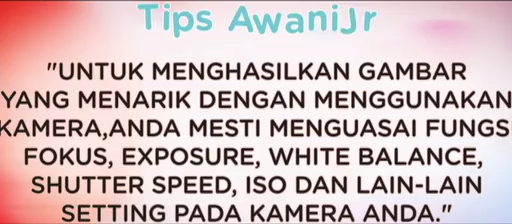 Tips AwaniJr
"UNTUK MENGHASILKAN GAMBAR
YANG MENARIK DENGAN MENGGUNAKAN
KAMERA,ANDA MESTI MENGUASAI FUNGS
FOKUS, EXPOSURE, WHITE BALANCE,
SHUTTER SPEED, ISO DAN LAIN-LAIN
SETTING PADA KAMERA ANDA."